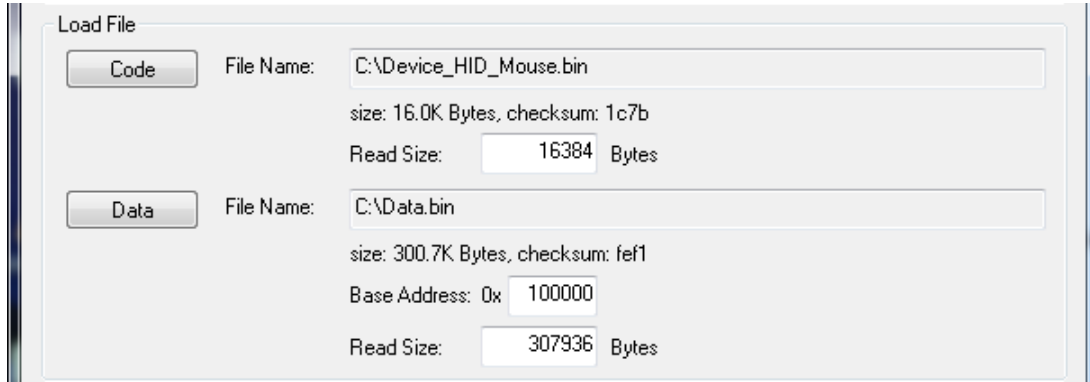 Load File
Code File Name: C:\Device_HID_Mouse.bin
size: 16.0K Bytes, checksum: 1c7b
Read Size: 16384 Bytes
Data File Name: C:\Data.bin
size: 300.7K Bytes, checksum: fef1
Base Address: 0x 100000
Read Size: 307936 Bytes